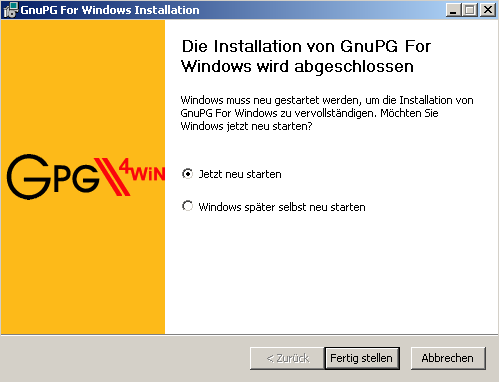 GnuPG For Windows Installation
Die Installation von GnuPG For
Windows wird abgeschlossen
Windows muss neu gestartet werden, um die Installation von
GnuPG For Windows zu vervollständigen. Möchten Sie
Windows jetzt neu starten?
GPG4WiN
Jetzt neu starten
Windows später selbst neu starten
< Zurück
Fertig stellen
Abbrechen